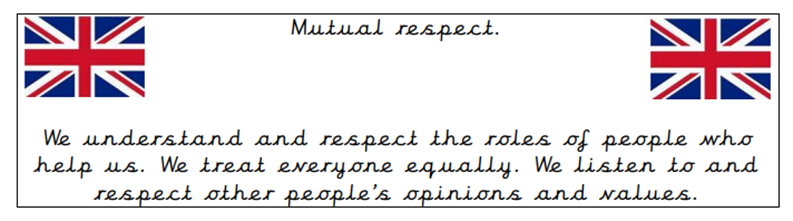 Mutual respect.
We understand and respect the roles of people who
help us. We treat everyone equally. We listen to and
respect other people's opinions and values.